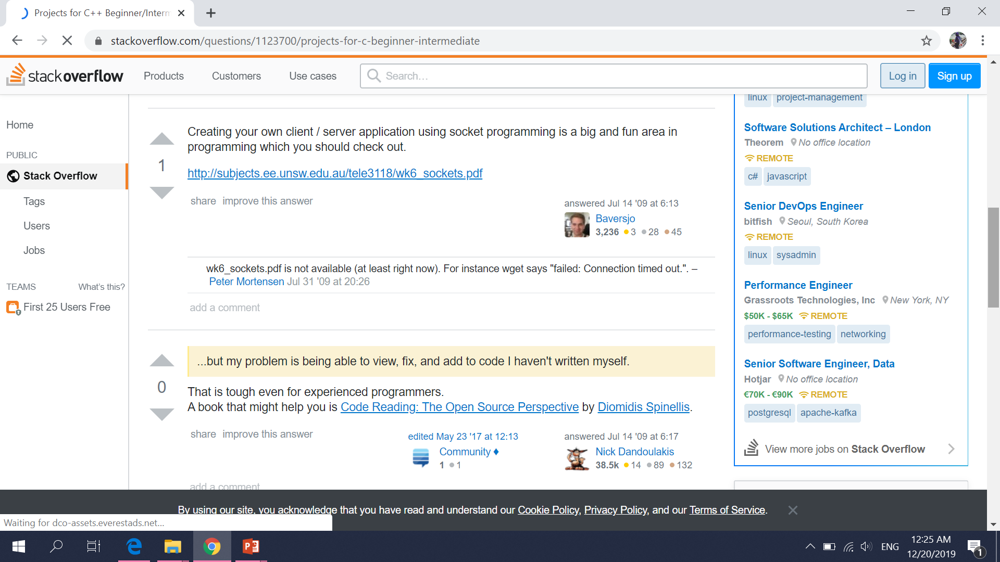 Projects for C++ Beginner/Interm
stackoverflow.com/questions/1123700/projects-for-c-beginner-intermediate
stackoverflow
Products
Customers
Use cases
Search...
Log in
Sign up
Home
PUBLIC
Stack Overflow
Tags
Users
Jobs
TEAMS
What's this?
First 25 Users Free
Creating your own client / server application using socket programming is a big and fun area in
programming which you should check out.
1
http://subjects.ee.unsw.edu.au/tele3118/wk6_sockets.pdf
share improve this answer
answered Jul 14 '09 at 6:13
Baversjo
3,236 3 28 45
wk6_sockets.pdf is not available (at least right now). For instance wget says "failed: Connection timed out.". –
Peter Mortensen Jul 31 '09 at 20:26
add a comment
...but my problem is being able to view, fix, and add to code I haven't written myself.
0
That is tough even for experienced programmers.
A book that might help you is Code Reading: The Open Source Perspective by Diomidis Spinellis.
share improve this answer
edited May 23 '17 at 12:13
Community ♦
1 1
answered Jul 14 '09 at 6:17
Nick Dandoulakis
38.5k 14 89 132
add a comment
linux project-management
Software Solutions Architect – London
Theorem No office location
REMOTE
c# javascript
Senior DevOps Engineer
bitfish Seoul, South Korea
REMOTE
linux sysadmin
Performance Engineer
Grassroots Technologies, Inc New York, NY
$50K - $65K REMOTE
performance-testing networking
Senior Software Engineer, Data
Hotjar No office location
€70K - €90K REMOTE
postgresql apache-kafka
View more jobs on Stack Overflow
By using our site, you acknowledge that you have read and understand our Cookie Policy, Privacy Policy, and our Terms of Service.
Waiting for dco-assets.everestads.net...
ENG
12:25 AM
12/20/2019
1